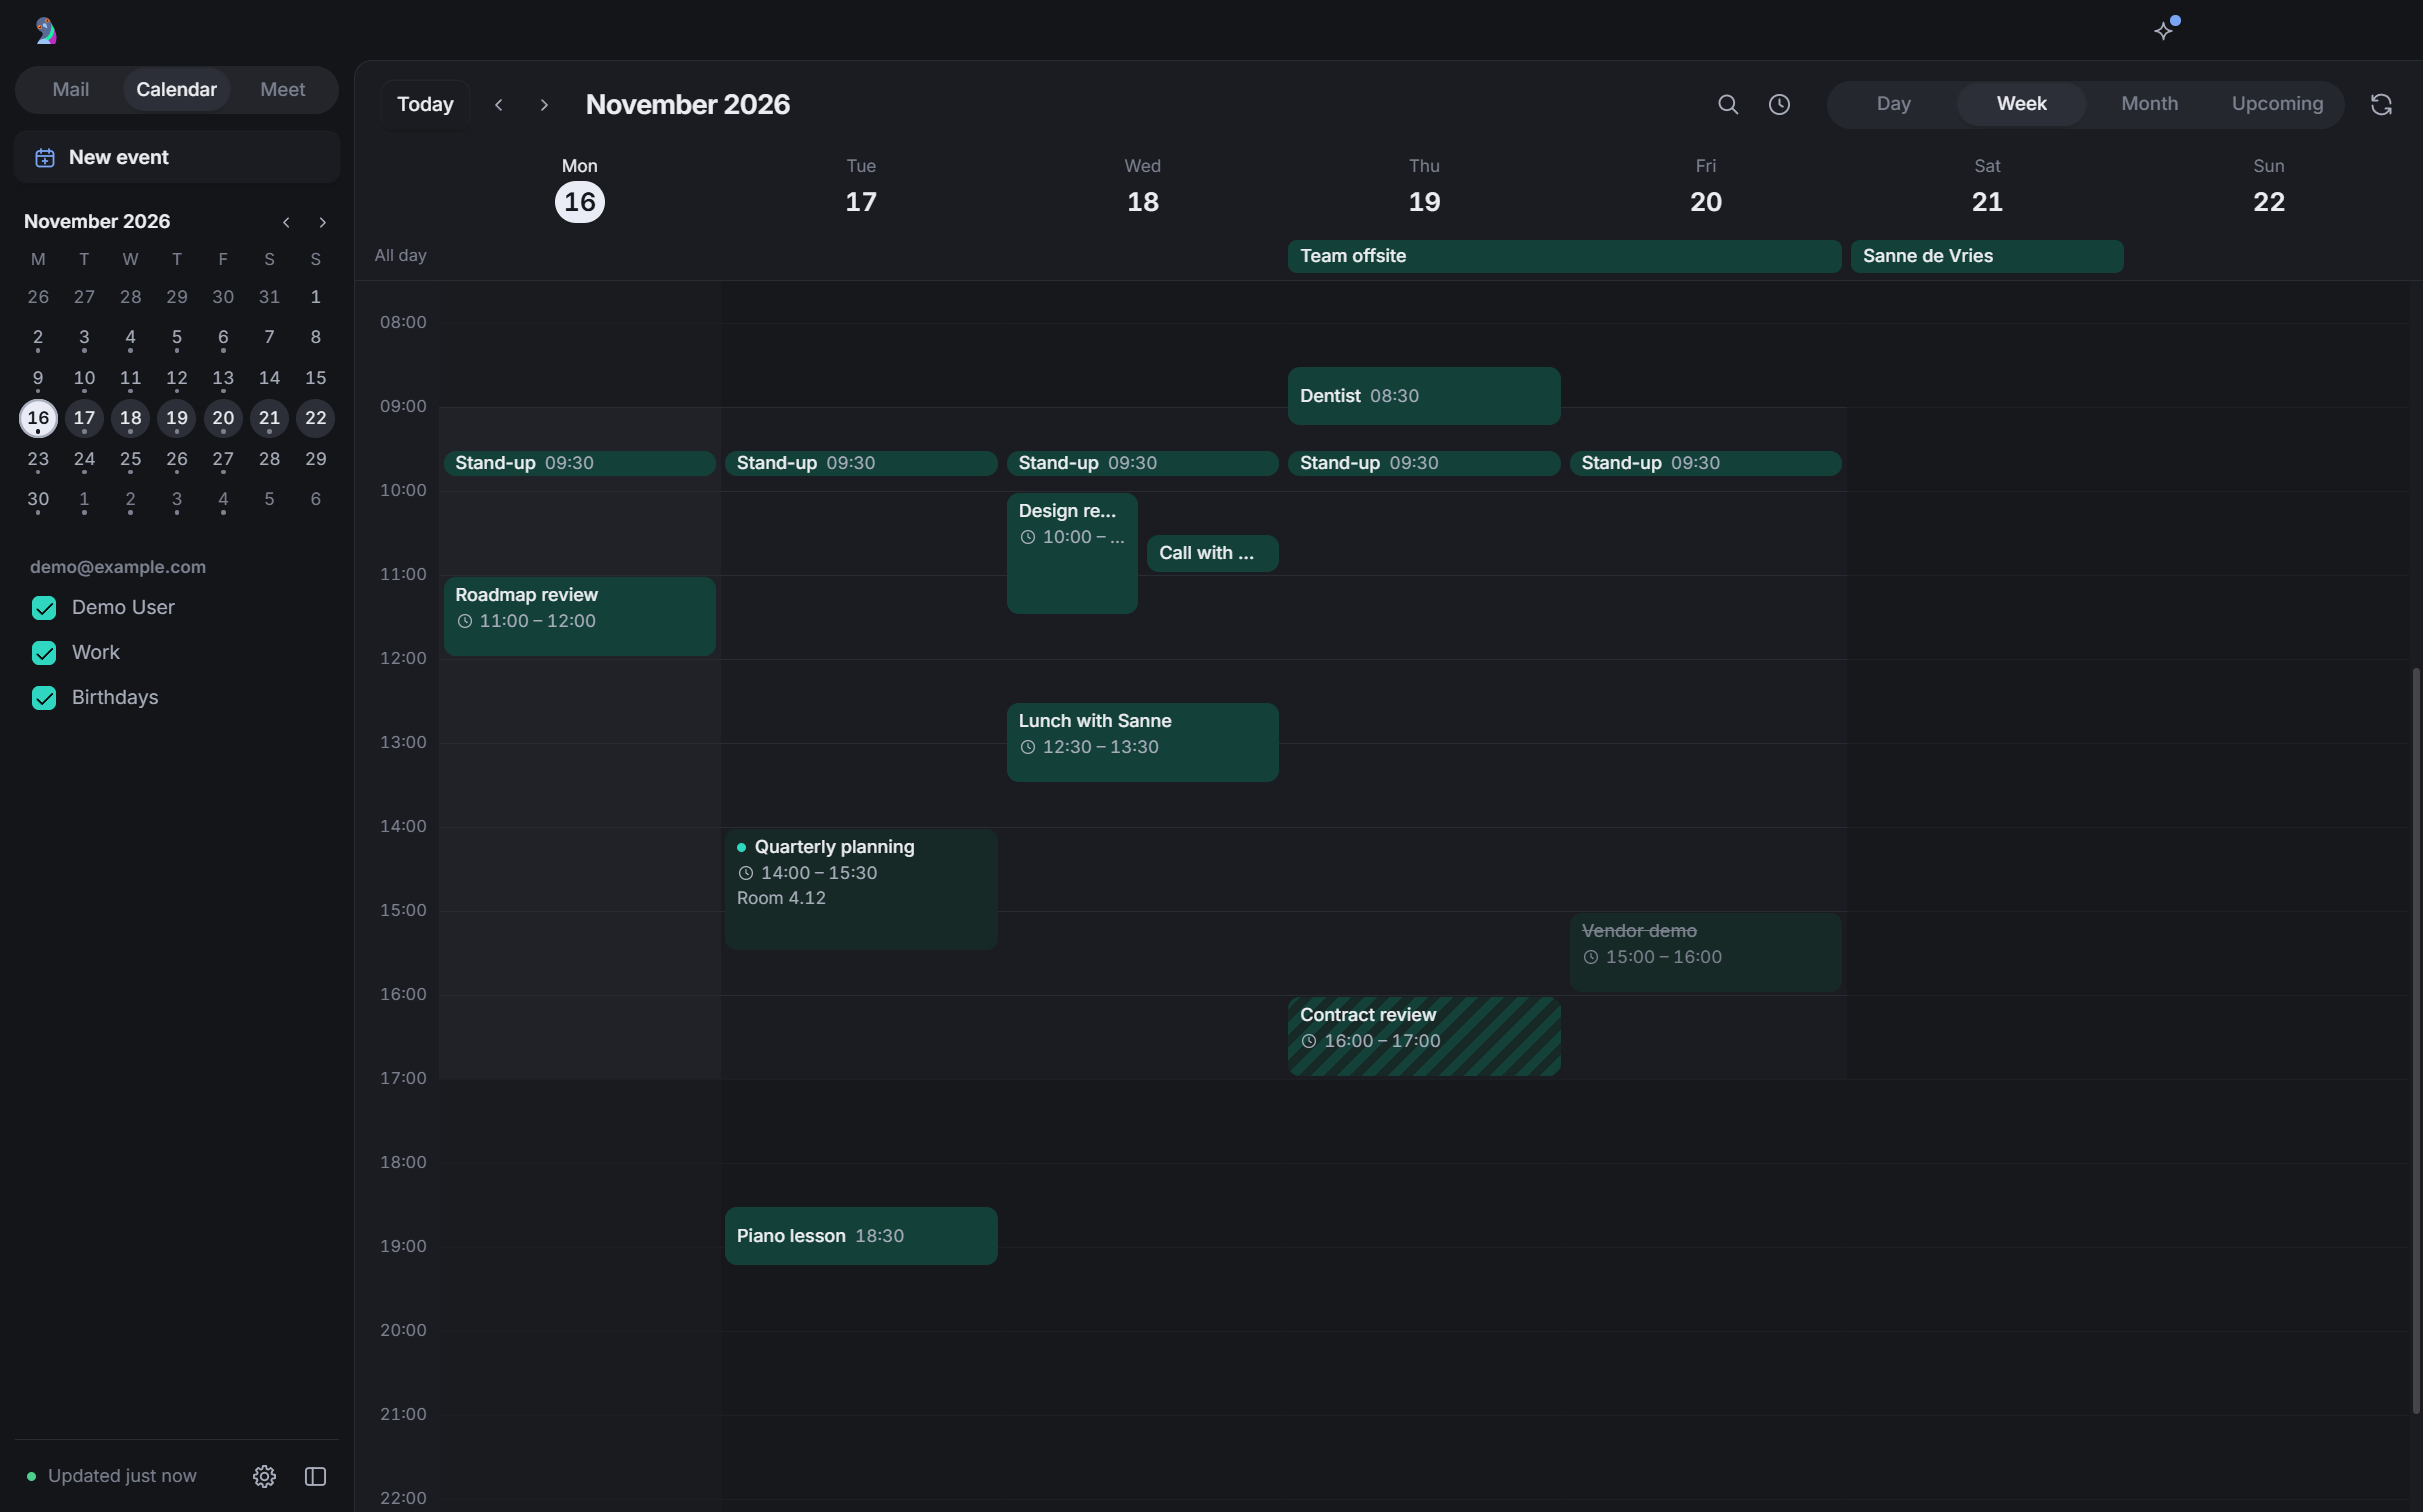 Mail Calendar Meet
New event
November 2026
M T W T F S S
26 27 28 29 30 31 1
2 3 4 5 6 7 8
9 10 11 12 13 14 15
16 17 18 19 20 21 22
23 24 25 26 27 28 29
30 1 2 3 4 5 6
demo@example.com
Demo User
Work
Birthdays
Updated just now
Today November 2026 Day Week Month Upcoming
Mon Tue Wed Thu Fri Sat Sun
16 17 18 19 20 21 22
All day Team offsite Sanne de Vries
08:00
Dentist 08:30
09:00
Stand-up 09:30 Stand-up 09:30 Stand-up 09:30 Stand-up 09:30 Stand-up 09:30
10:00
Design re...
10:00 – ...
Call with ...
11:00
Roadmap review
11:00 – 12:00
12:00
Lunch with Sanne
12:30 – 13:30
13:00
14:00
Quarterly planning
14:00 – 15:30
Room 4.12
15:00
Vendor demo
15:00 – 16:00
16:00
Contract review
16:00 – 17:00
17:00
18:00
Piano lesson 18:30
19:00
20:00
21:00
22:00